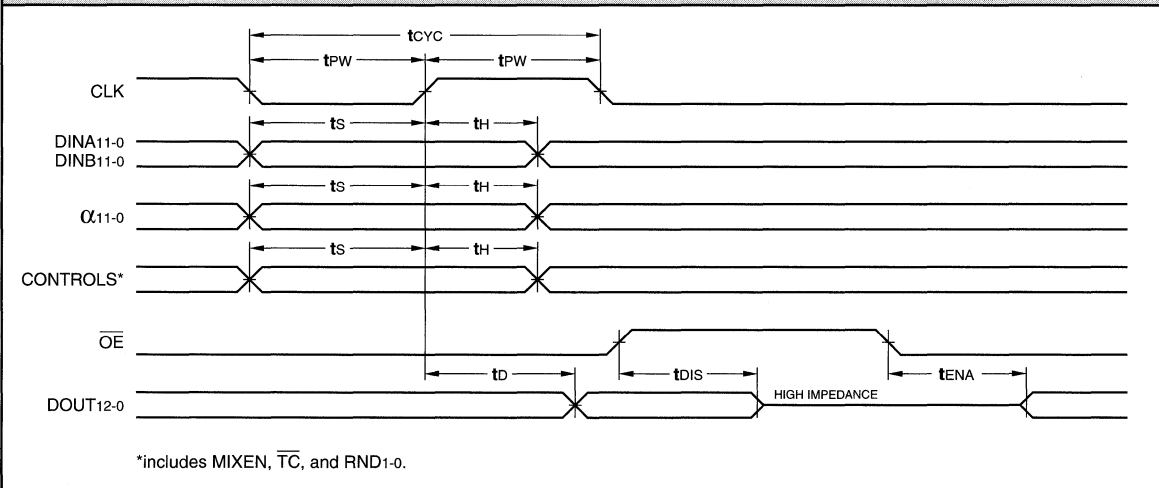 tCYC
tPW tPW
CLK
tS tH
DINA11-0
DINB11-0
tS tH
α11-0
tS tH
CONTROLS*
OE
tD tDIS tENA
HIGH IMPEDANCE
DOUT12-0
*includes MIXEN, TC, and RND1-0.